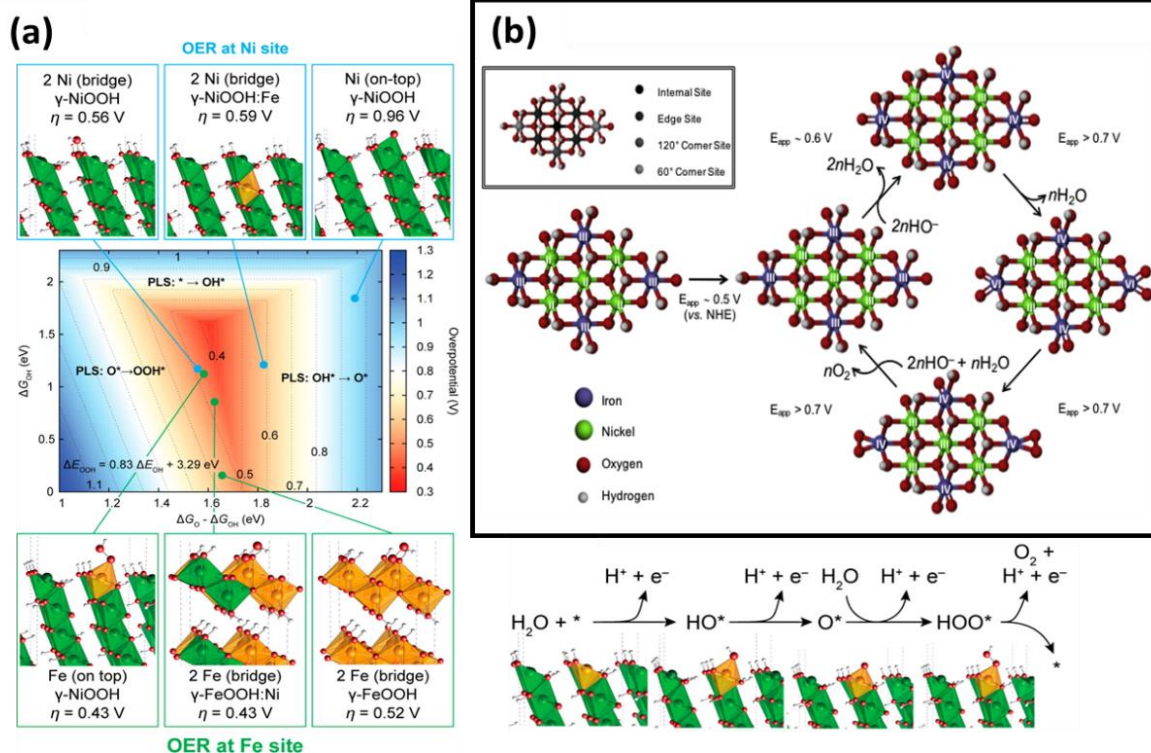 (a)
OER at Ni site
2 Ni (bridge)
γ-NiOOH
η = 0.56 V
2 Ni (bridge)
γ-NiOOH:Fe
η = 0.59 V
Ni (on-top)
γ-NiOOH
η = 0.96 V
ΔG_OH (eV)
2
1.5
1
0.5
0
1
0.9
PLS: * → OH*
PLS: O*→OOH*
0.4
PLS: OH* → O*
0.6
0.8
ΔE_OOH = 0.83 ΔE_OH + 3.29 eV
1.1
0.5
0.7
1 1.2 1.4 1.6 1.8 2 2.2
ΔG_O - ΔG_OH (eV)
1.3
1.2
1.1
1.0
0.9
0.8
0.7
0.6
0.5
0.4
0.3
Overpotential (V)
Fe (on top)
γ-NiOOH
η = 0.43 V
2 Fe (bridge)
γ-FeOOH:Ni
η = 0.43 V
2 Fe (bridge)
γ-FeOOH
η = 0.52 V
OER at Fe site
(b)
Internal Site
Edge Site
120° Corner Site
60° Corner Site
E_app ~ 0.6 V
E_app > 0.7 V
2nH₂O
2nHO⁻
nH₂O
E_app ~ 0.5 V
(vs. NHE)
2nHO⁻ + nH₂O
nO₂
E_app > 0.7 V
E_app > 0.7 V
Iron
Nickel
Oxygen
Hydrogen
H⁺ + e⁻
H⁺ + e⁻
H₂O
H⁺ + e⁻
O₂ +
H⁺ + e⁻
H₂O + *
HO*
O*
HOO*
*